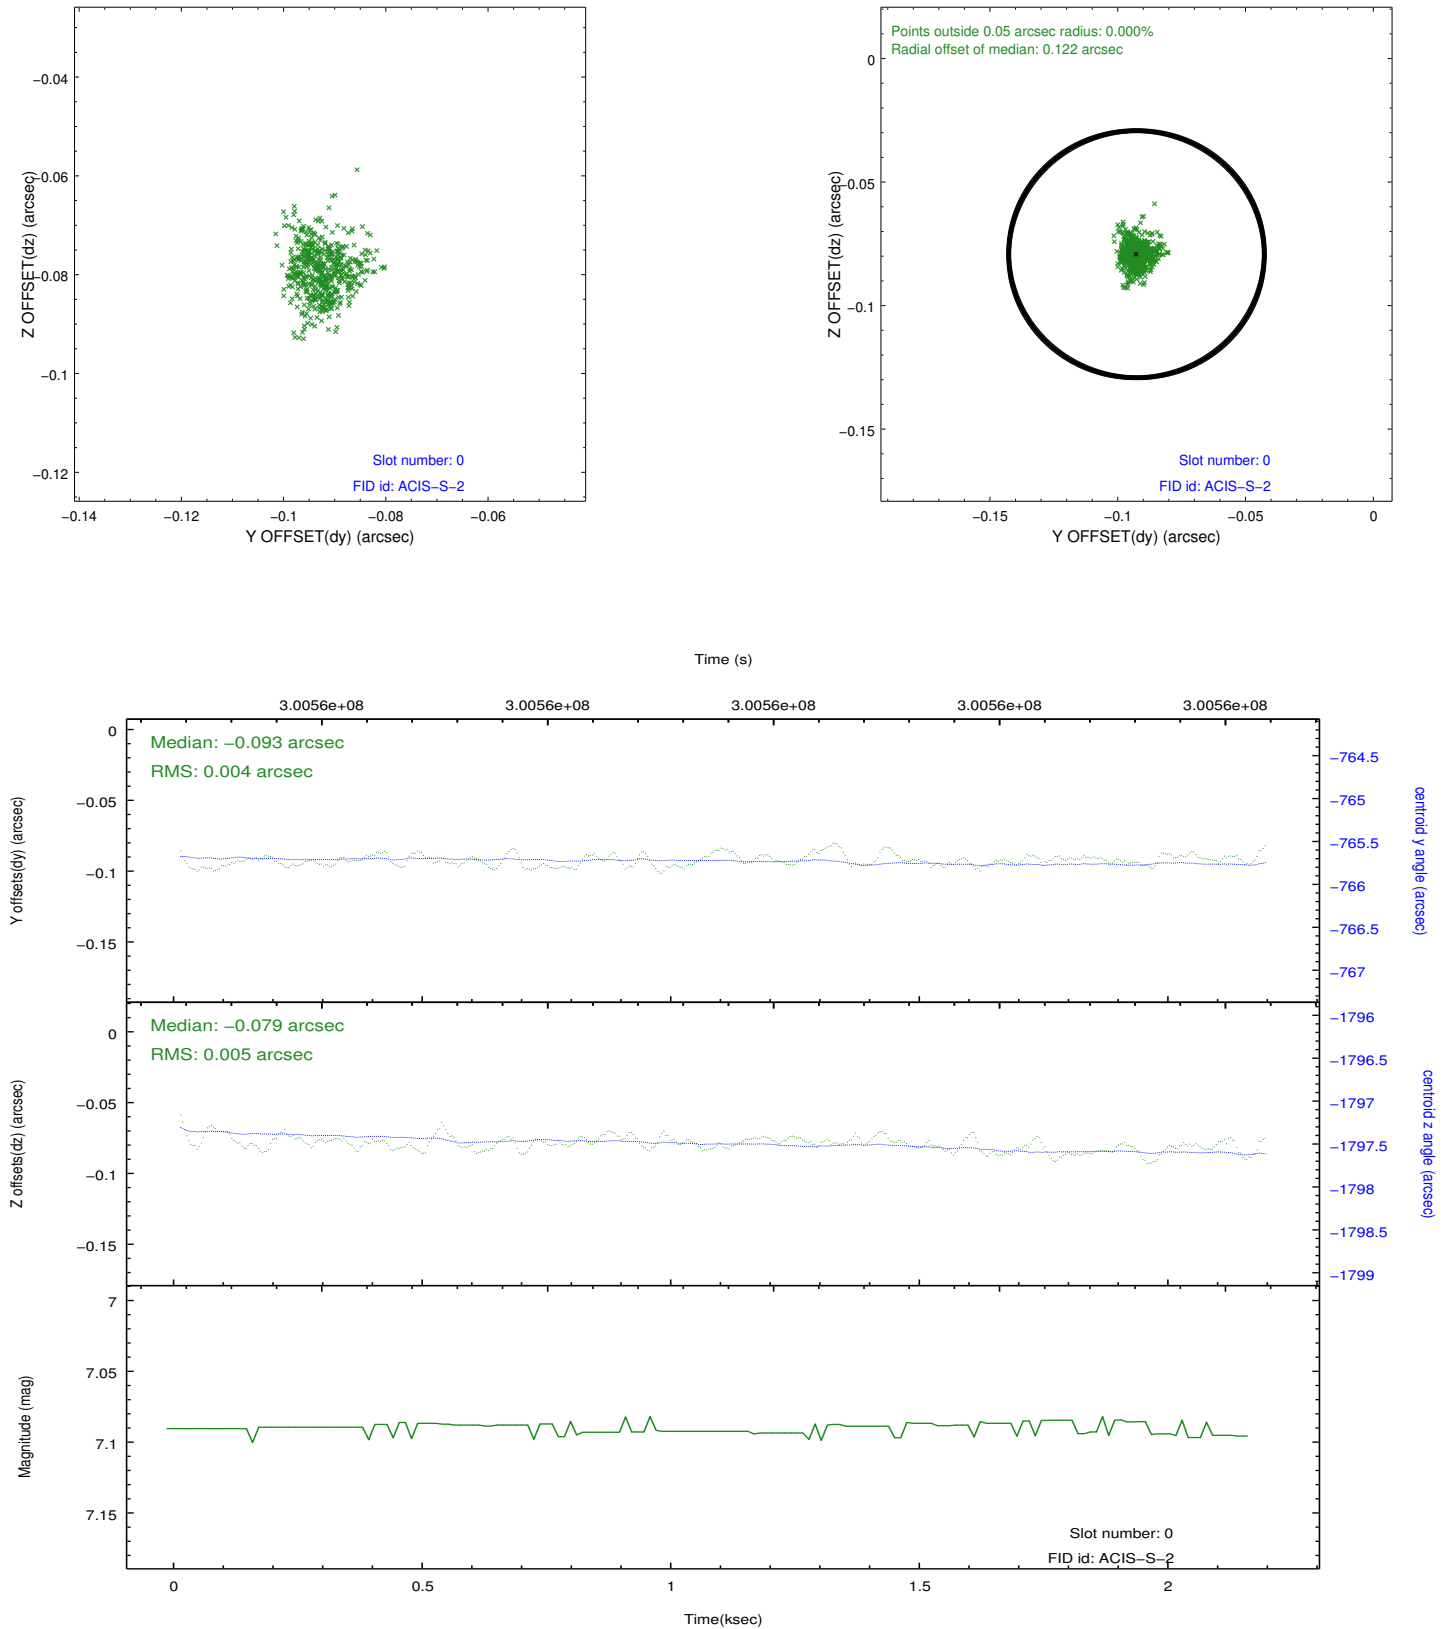 −0.04
−0.06
−0.08
−0.1
−0.12
Z OFFSET(dz) (arcsec)
Slot number: 0
FID id: ACIS−S−2
−0.14
−0.12
−0.1
−0.08
−0.06
Y OFFSET(dy) (arcsec)
Points outside 0.05 arcsec radius: 0.000%
Radial offset of median: 0.122 arcsec
0
−0.05
−0.1
−0.15
Z OFFSET(dz) (arcsec)
Slot number: 0
FID id: ACIS−S−2
−0.15
−0.1
−0.05
0
Y OFFSET(dy) (arcsec)
Time (s)
3.0056e+08
3.0056e+08
3.0056e+08
3.0056e+08
3.0056e+08
Median: −0.093 arcsec
RMS: 0.004 arcsec
0
−0.05
−0.1
−0.15
Y offsets(dy) (arcsec)
−764.5
−765
−765.5
−766
−766.5
−767
centroid y angle (arcsec)
Median: −0.079 arcsec
RMS: 0.005 arcsec
0
−0.05
−0.1
−0.15
Z offsets(dz) (arcsec)
−1796
−1796.5
−1797
−1797.5
−1798
−1798.5
−1799
centroid z angle (arcsec)
7
7.05
7.1
7.15
Magnitude (mag)
Slot number: 0
FID id: ACIS−S−2
0
0.5
1
1.5
2
Time(ksec)